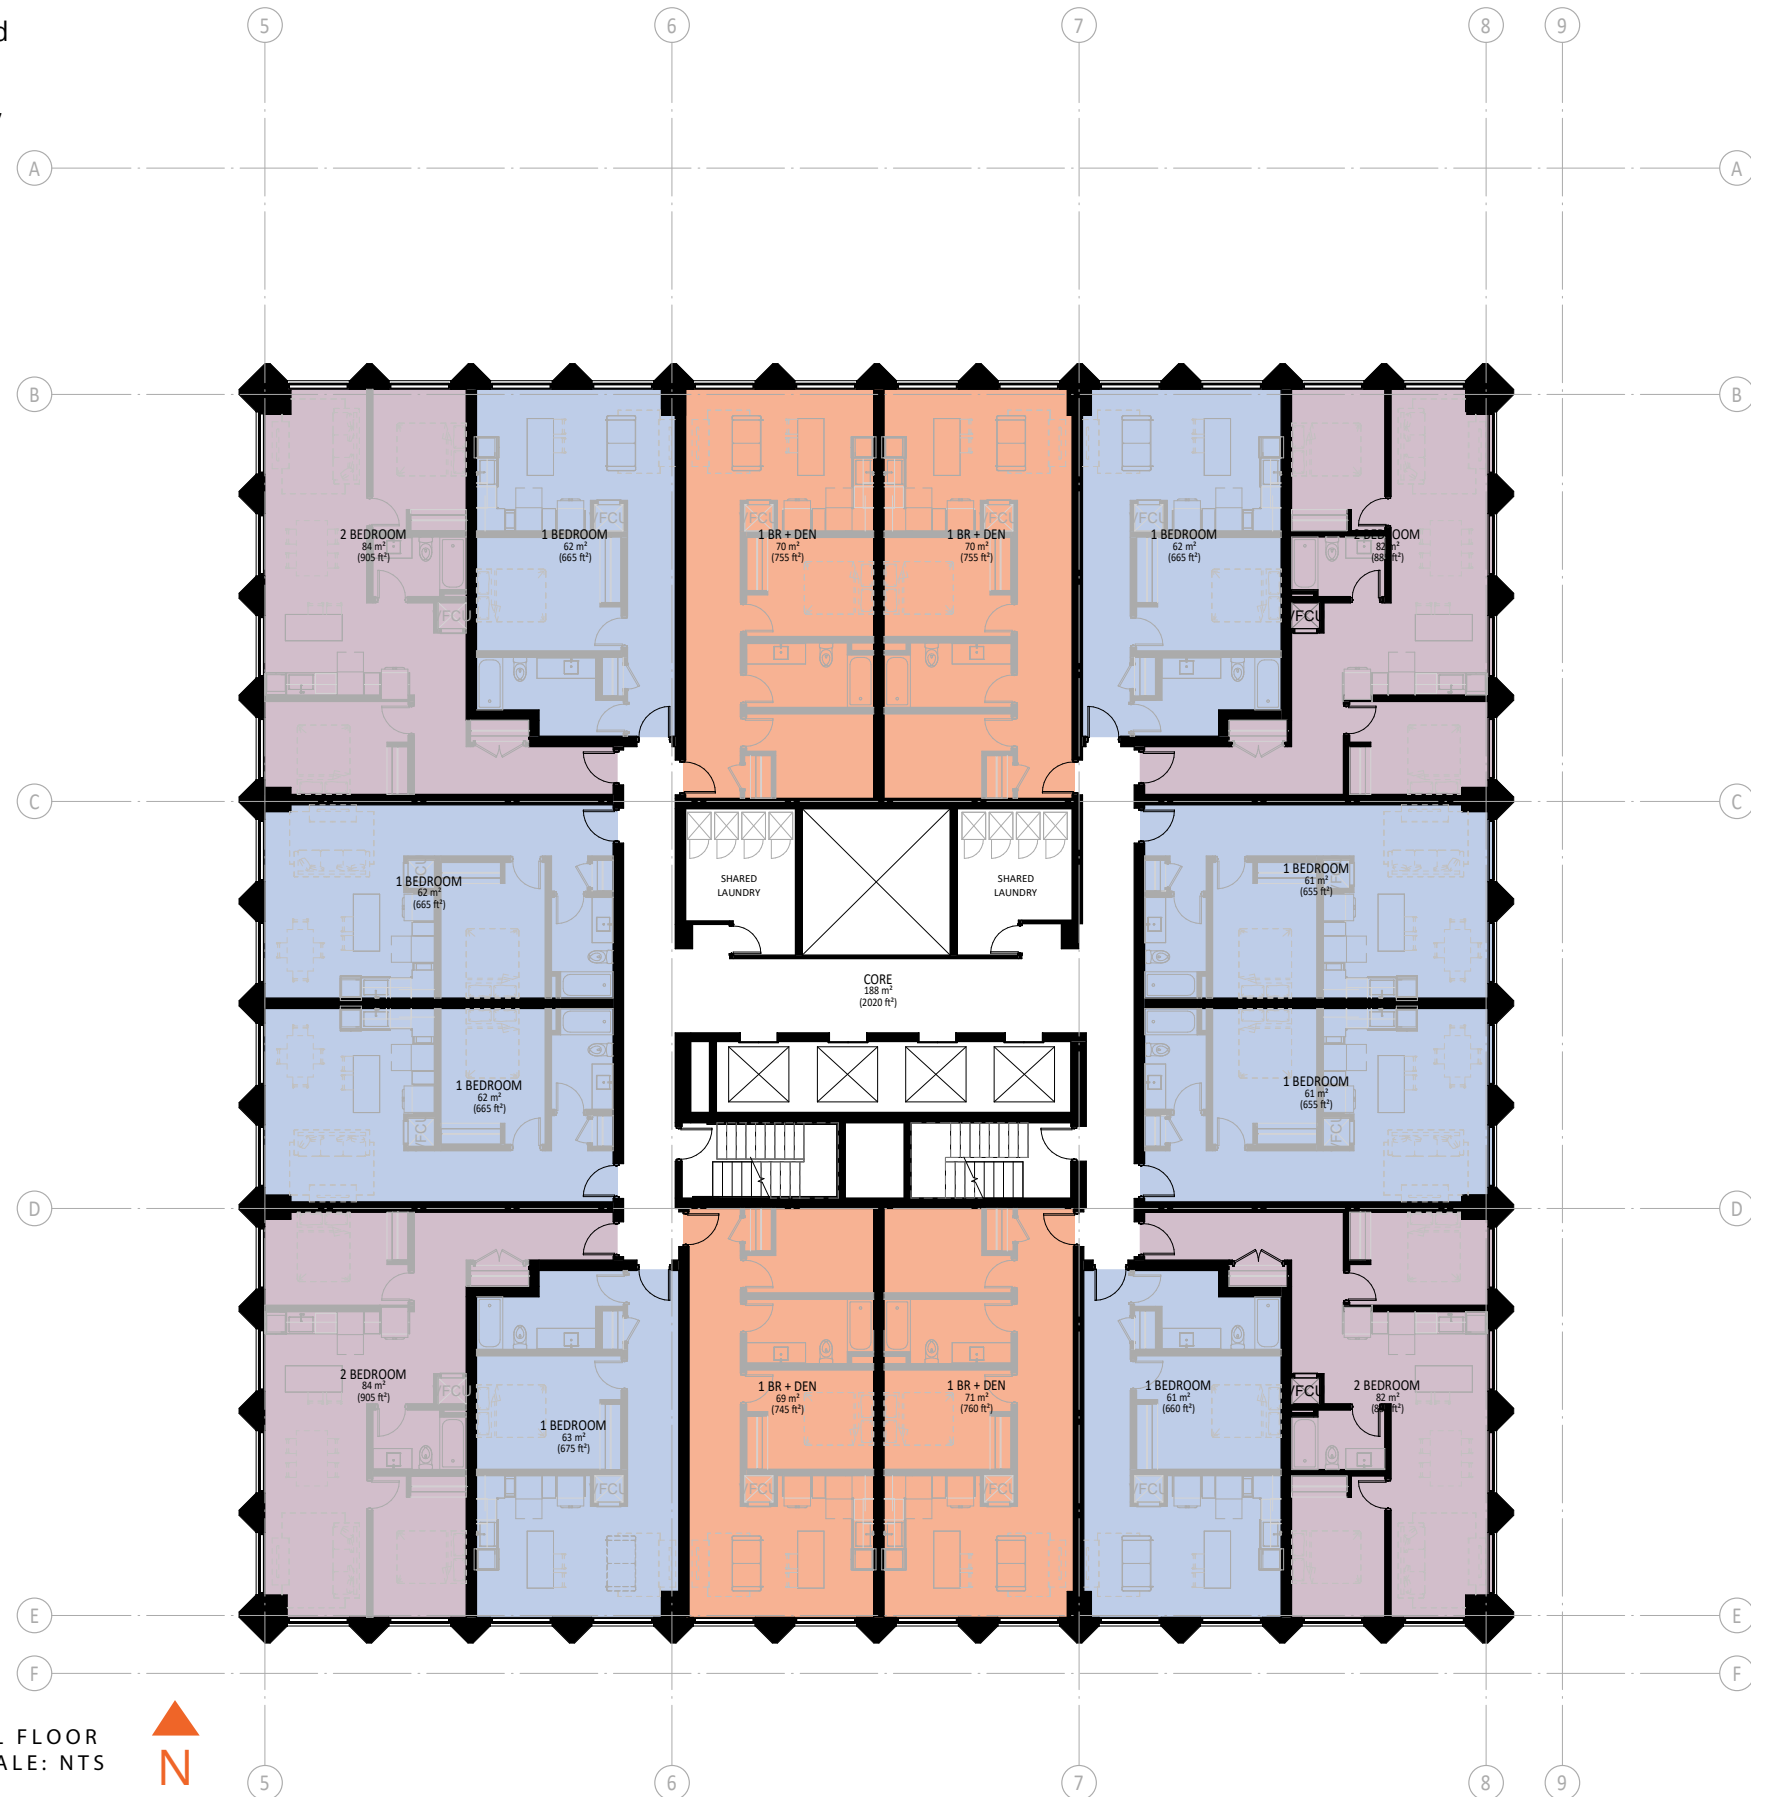 5 6 7 8 9
A A
B B
2 BEDROOM
84 m²
(905 ft²)
1 BEDROOM
62 m²
(665 ft²)
1 BR + DEN
70 m²
(755 ft²)
1 BR + DEN
70 m²
(755 ft²)
1 BEDROOM
62 m²
(665 ft²)
2 BEDROOM
82 m²
VFCU
C C
1 BEDROOM
62 m²
(665 ft²)
SHARED
LAUNDRY
SHARED
LAUNDRY
1 BEDROOM
61 m²
(655 ft²)
CORE
188 m²
(2020 ft²)
1 BEDROOM
62 m²
(665 ft²)
1 BEDROOM
61 m²
(655 ft²)
D D
2 BEDROOM
84 m²
(905 ft²)
1 BEDROOM
63 m²
(675 ft²)
1 BR + DEN
69 m²
(745 ft²)
1 BR + DEN
71 m²
(760 ft²)
1 BEDROOM
61 m²
(660 ft²)
VFCU
2 BEDROOM
82 m²
E E
F F
FLOOR
ALE: NTS
N
5 6 7 8 9